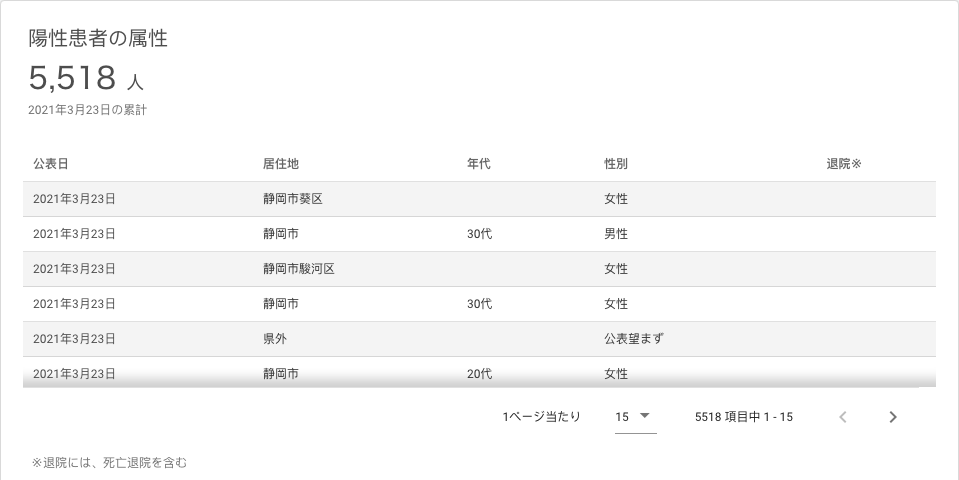 陽性患者の属性
5,518 人
2021年3月23日の累計
公表日 居住地 年代 性別 退院※
2021年3月23日 静岡市葵区 女性
2021年3月23日 静岡市 30代 男性
2021年3月23日 静岡市駿河区 女性
2021年3月23日 静岡市 30代 女性
2021年3月23日 県外 公表望まず
2021年3月23日 静岡市 20代 女性
1ページ当たり 15 5518 項目中 1 - 15
※退院には、死亡退院を含む